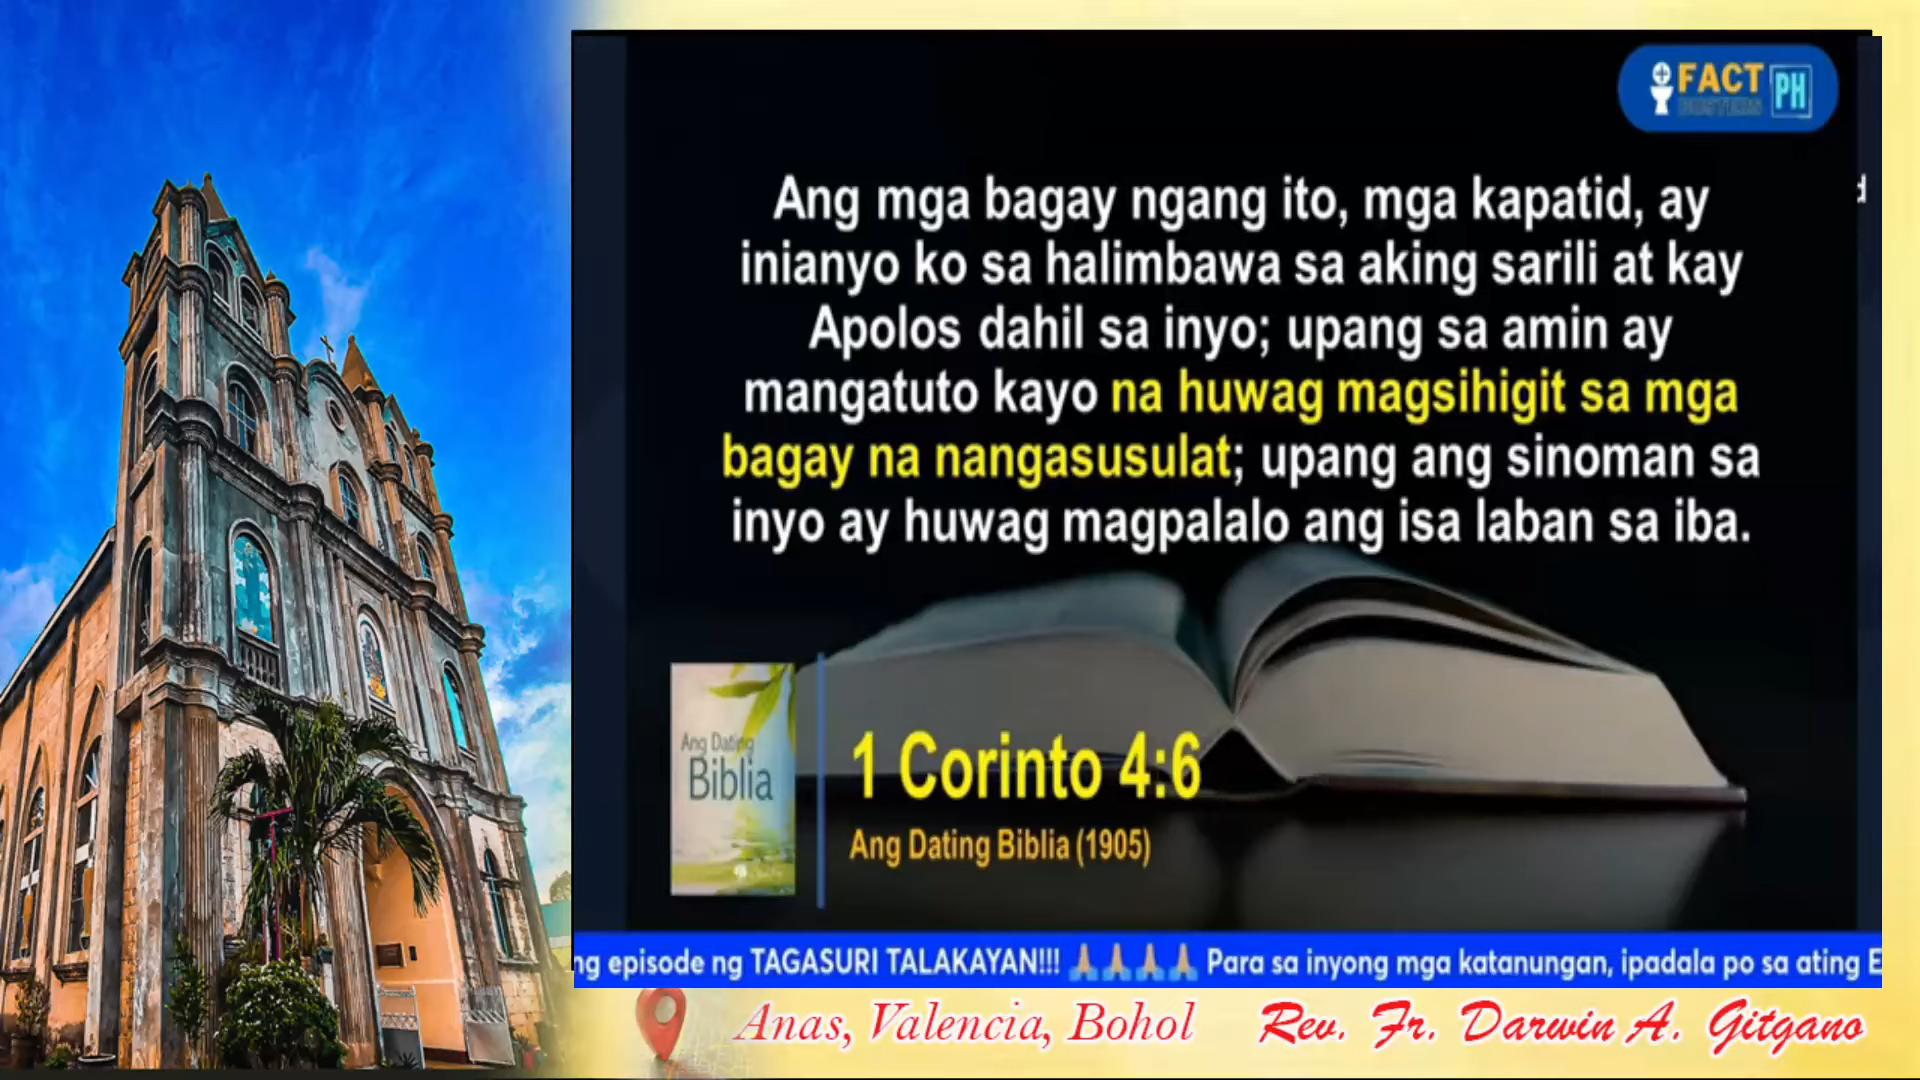 FACT
BUSTERS
PH
Ang mga bagay ngang ito, mga kapatid, ay
inianyo ko sa halimbawa sa aking sarili at kay
Apolos dahil sa inyo; upang sa amin ay
mangatuto kayo na huwag magsihigit sa mga
bagay na nangasusulat; upang ang sinoman sa
inyo ay huwag magpalalo ang isa laban sa iba.
d
Ang Dating
Biblia
1 Corinto 4:6
Ang Dating Biblia (1905)
ng episode ng TAGASURI TALAKAYAN!!! 🙏🙏🙏🙏 Para sa inyong mga katanungan, ipadala po sa ating E
Anas, Valencia, Bohol Rev. Fr. Darwin A. Gitgano